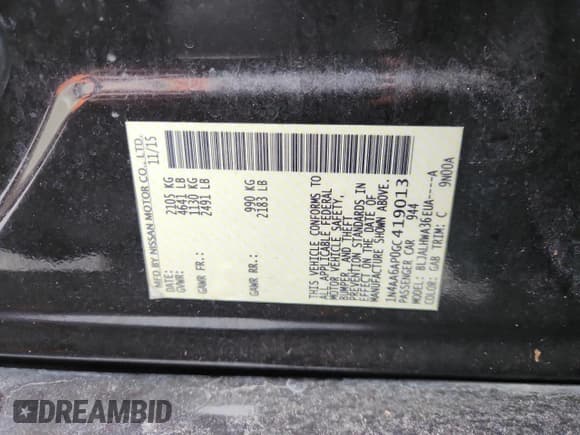 MFD BY NISSAN MOTOR CO., LTD.
DATE: 11/15
GVWR: 2105 KG
4641 LB
GAWR FR: 1130 KG
2491 LB
GAWR RR: 990 KG
2183 LB
THIS VEHICLE CONFORMS TO
ALL APPLICABLE FEDERAL
MOTOR VEHICLE SAFETY,
BUMPER, AND THEFT
PREVENTION STANDARDS IN
EFFECT ON THE DATE OF
MANUFACTURE SHOWN ABOVE.
1N4AA6AP0GC419013
PASSENGER CAR 944
MODEL: BLJALHWA36EUA----A
COLOR: GAB TRIM: C 9N00A
DREAMBID